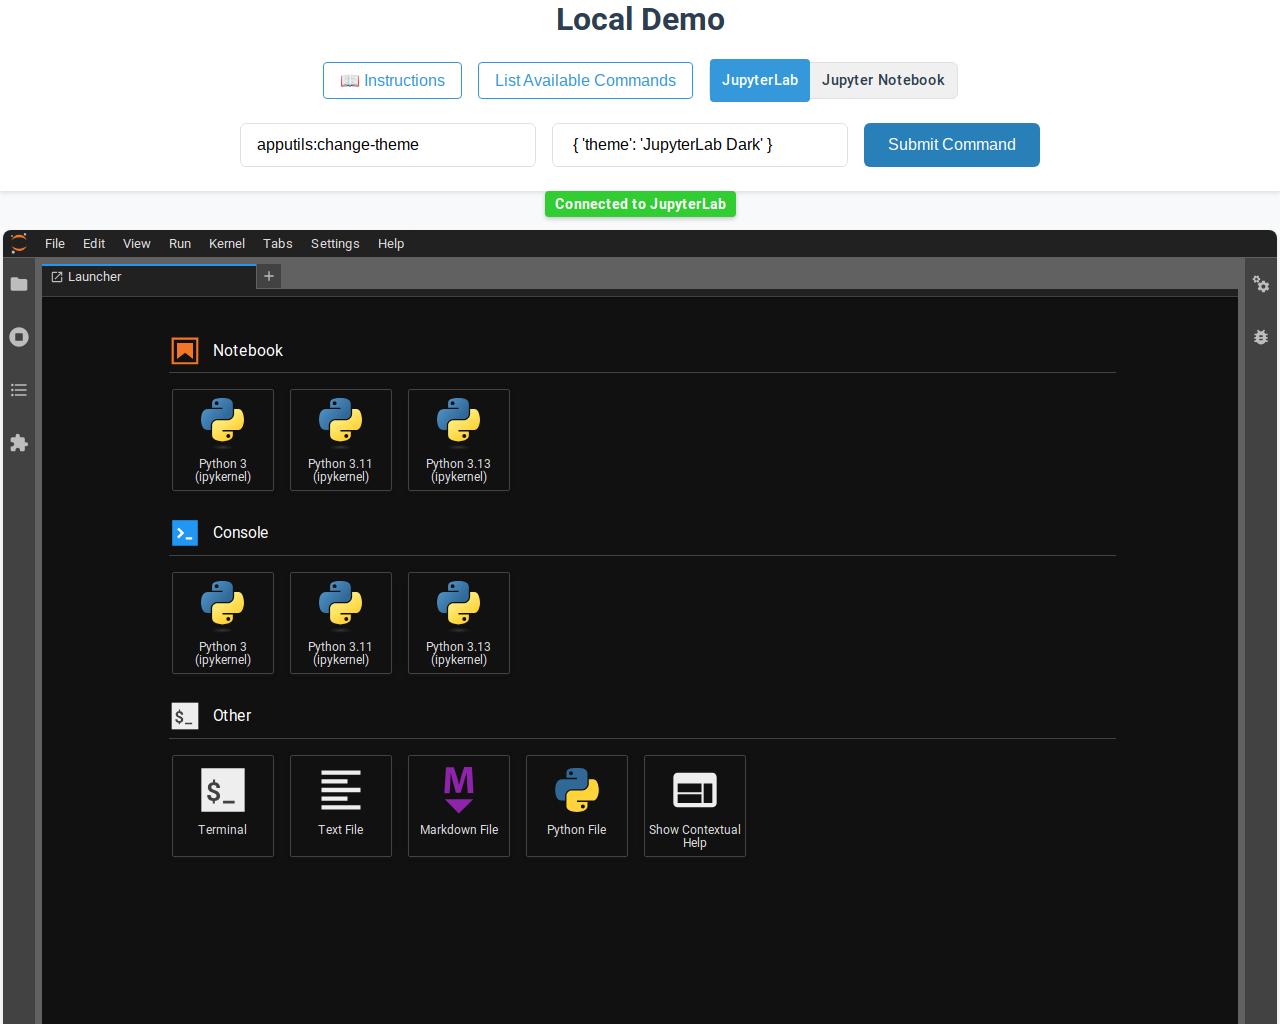 Local Demo
📖 Instructions
List Available Commands
JupyterLab
Jupyter Notebook
apputils:change-theme
{ 'theme': 'JupyterLab Dark' }
Submit Command
Connected to JupyterLab
File Edit View Run Kernel Tabs Settings Help
Launcher
Notebook
Python 3
(ipykernel)
Python 3.11
(ipykernel)
Python 3.13
(ipykernel)
Console
Python 3
(ipykernel)
Python 3.11
(ipykernel)
Python 3.13
(ipykernel)
$_ Other
$_
Terminal
Text File
M
Markdown File
Python File
Show Contextual
Help